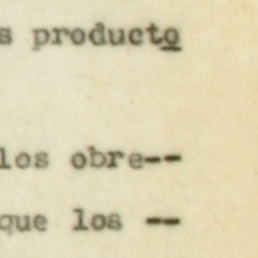 s producto
los obre--
que los --